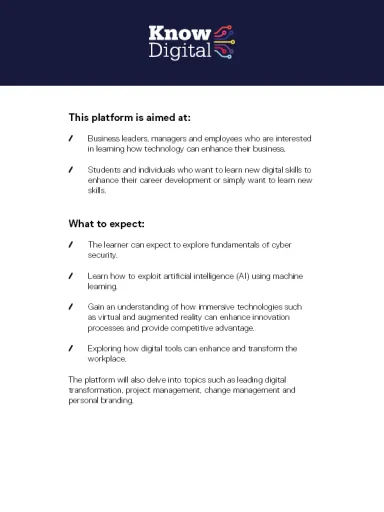 Know
Digital
This platform is aimed at:
Business leaders, managers and employees who are interested
in learning how technology can enhance their business.
Students and individuals who want to learn new digital skills to
enhance their career development or simply want to learn new
skills.
What to expect:
The learner can expect to explore fundamentals of cyber
security.
Learn how to exploit artificial intelligence (AI) using machine
learning.
Gain an understanding of how immersive technologies such
as virtual and augmented reality can enhance innovation
processes and provide competitive advantage.
Exploring how digital tools can enhance and transform the
workplace.
The platform will also delve into topics such as leading digital
transformation, project management, change management and
personal branding.